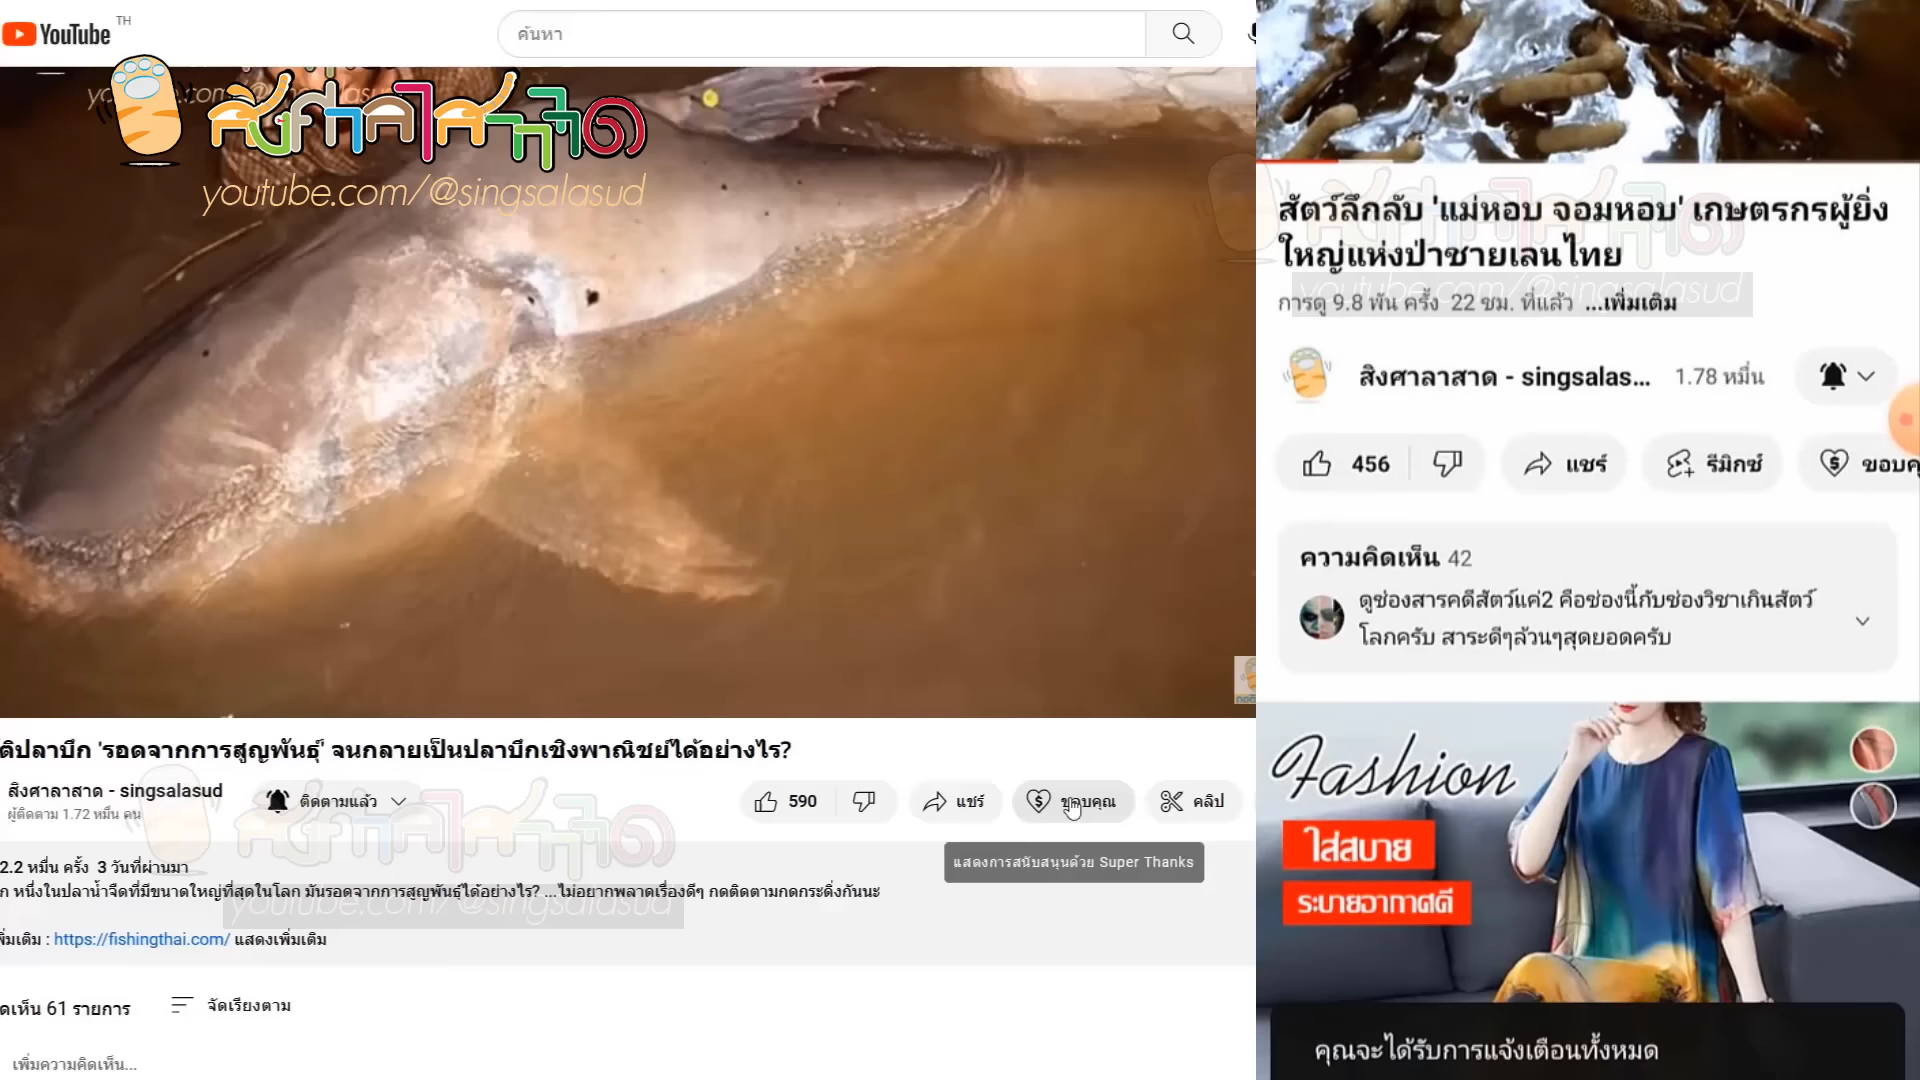 YouTube TH
ค้นหา
สิงศาลาสาด
youtube.com/@singsalasud
ติปลาบึก 'รอดจากการสูญพันธุ์' จนกลายเป็นปลาบึกเชิงพาณิชย์ได้อย่างไร?
สิงศาลาสาด - singsalasud
ผู้ติดตาม 1.72 หมื่น คน
ติดตามแล้ว
590
แชร์
ขอบคุณ
คลิป
แสดงการสนับสนุนด้วย Super Thanks
2.2 หมื่น ครั้ง 3 วันที่ผ่านมา
ก หนึ่งในปลาน้ำจืดที่มีขนาดใหญ่ที่สุดในโลก มันรอดจากการสูญพันธุ์ได้อย่างไร? ...ไม่อยากพลาดเรื่องดีๆ กดติดตามกดกระดิ่งกันนะ
youtube.com/@singsalasud
พิ่มเติม : https://fishingthai.com/ แสดงเพิ่มเติม
ดเห็น 61 รายการ
จัดเรียงตาม
เพิ่มความคิดเห็น...
สัตว์ลึกลับ 'แม่หอบ จอมหอบ' เกษตรกรผู้ยิ่ง
ใหญ่แห่งป่าชายเลนไทย
การดู 9.8 พัน ครั้ง 22 ชม. ที่แล้ว ...เพิ่มเติม
youtube.com/@singsalasud
สิงศาลาสาด - singsalas... 1.78 หมื่น
456
แชร์
รีมิกซ์
ขอบคุ
ความคิดเห็น 42
ดูช่องสารคดีสัตว์แค่2 คือช่องนี้กับช่องวิชาเกินสัตว์
โลกครับ สาระดีๆล้วนๆสุดยอดครับ
Fashion
ใส่สบาย
ระบายอากาศดี
คุณจะได้รับการแจ้งเตือนทั้งหมด